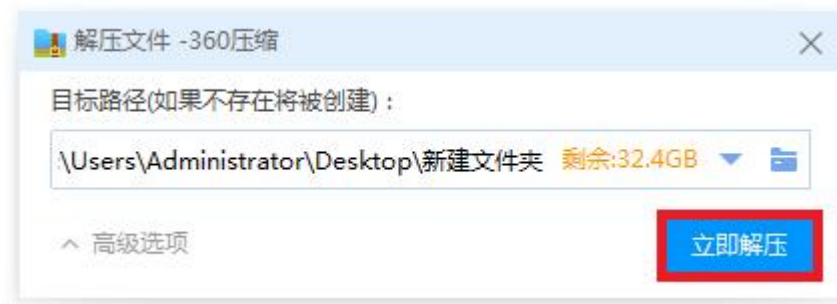 解压文件 -360压缩
目标路径(如果不存在将被创建)：
:\Users\Administrator\Desktop\新建文件夹 剩余:32.4GB
高级选项 立即解压